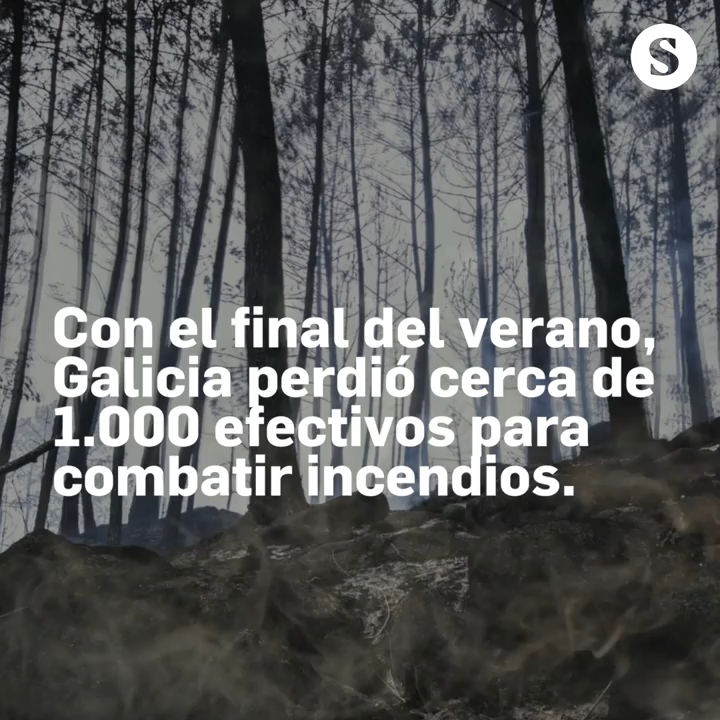 S
Con el final del verano,
Galicia perdió cerca de
1.000 efectivos para
combatir incendios.